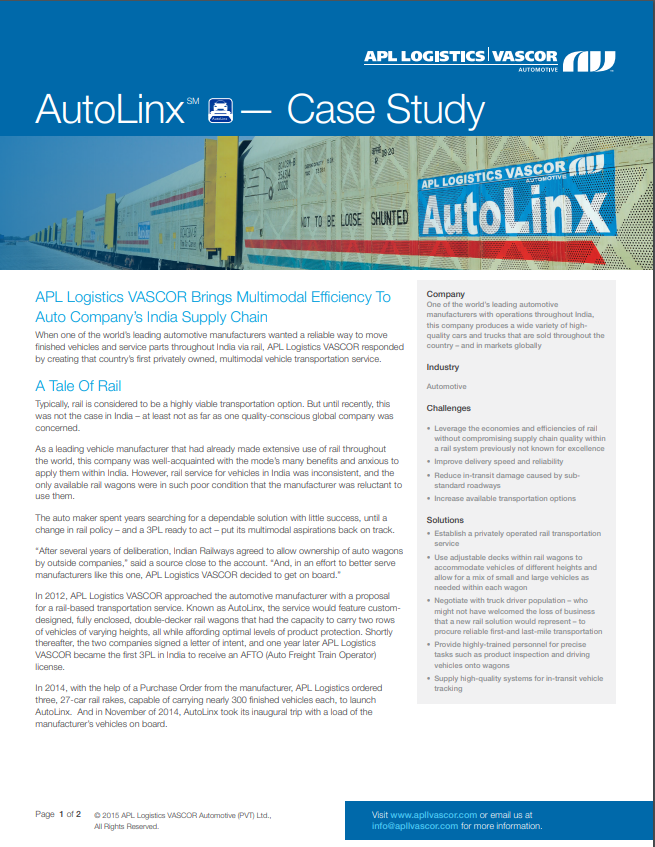 APL LOGISTICS | VASCOR
AUTOMOTIVE
AutoLinx℠ — Case Study
NOT TO BE LOOSE SHUNTED
APL LOGISTICS VASCOR
AUTOMOTIVE
AutoLinx
APL Logistics VASCOR Brings Multimodal Efficiency To
Auto Company's India Supply Chain
When one of the world's leading automotive manufacturers wanted a reliable way to move
finished vehicles and service parts throughout India via rail, APL Logistics VASCOR responded
by creating that country's first privately owned, multimodal vehicle transportation service.
A Tale Of Rail
Typically, rail is considered to be a highly viable transportation option. But until recently, this
was not the case in India – at least not as far as one quality-conscious global company was
concerned.
As a leading vehicle manufacturer that had already made extensive use of rail throughout
the world, this company was well-acquainted with the mode's many benefits and anxious to
apply them within India. However, rail service for vehicles in India was inconsistent, and the
only available rail wagons were in such poor condition that the manufacturer was reluctant to
use them.
The auto maker spent years searching for a dependable solution with little success, until a
change in rail policy – and a 3PL ready to act – put its multimodal aspirations back on track.
"After several years of deliberation, Indian Railways agreed to allow ownership of auto wagons
by outside companies," said a source close to the account. "And, in an effort to better serve
manufacturers like this one, APL Logistics VASCOR decided to get on board."
In 2012, APL Logistics VASCOR approached the automotive manufacturer with a proposal
for a rail-based transportation service. Known as AutoLinx, the service would feature custom-
designed, fully enclosed, double-decker rail wagons that had the capacity to carry two rows
of vehicles of varying heights, all while affording optimal levels of product protection. Shortly
thereafter, the two companies signed a letter of intent, and one year later APL Logistics
VASCOR became the first 3PL in India to receive an AFTO (Auto Freight Train Operator)
license.
In 2014, with the help of a Purchase Order from the manufacturer, APL Logistics ordered
three, 27-car rail rakes, capable of carrying nearly 300 finished vehicles each, to launch
AutoLinx. And in November of 2014, AutoLinx took its inaugural trip with a load of the
manufacturer's vehicles on board.
Company
One of the world's leading automotive
manufacturers with operations throughout India,
this company produces a wide variety of high-
quality cars and trucks that are sold throughout the
country – and in markets globally
Industry
Automotive
Challenges
• Leverage the economies and efficiencies of rail
without compromising supply chain quality within
a rail system previously not known for excellence
• Improve delivery speed and reliability
• Reduce in-transit damage caused by sub-
standard roadways
• Increase available transportation options
Solutions
• Establish a privately operated rail transportation
service
• Use adjustable decks within rail wagons to
accommodate vehicles of different heights and
allow for a mix of small and large vehicles as
needed within each wagon
• Negotiate with truck driver population – who
might not have welcomed the loss of business
that a new rail solution would represent – to
procure reliable first-and last-mile transportation
• Provide highly-trained personnel for precise
tasks such as product inspection and driving
vehicles onto wagons
• Supply high-quality systems for in-transit vehicle
tracking
Page 1 of 2
© 2015 APL Logistics VASCOR Automotive (PVT) Ltd.,
All Rights Reserved.
Visit www.apllvascor.com or email us at
info@apllvascor.com for more information.